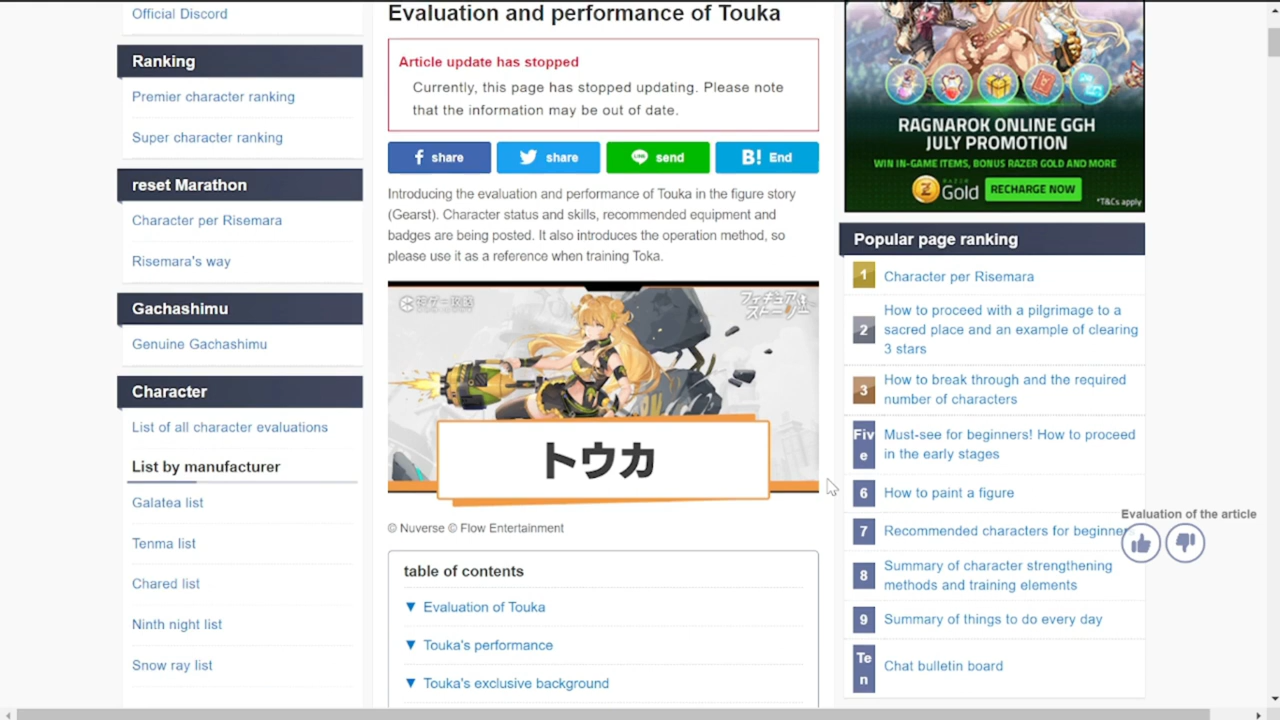 Official Discord
Ranking
Premier character ranking
Super character ranking
reset Marathon
Character per Risemara
Risemara's way
Gachashimu
Genuine Gachashimu
Character
List of all character evaluations
List by manufacturer
Galatea list
Tenma list
Chared list
Ninth night list
Snow ray list
Evaluation and performance of Touka
Article update has stopped
Currently, this page has stopped updating. Please note
that the information may be out of date.
f share
share
LINE send
B! End
Introducing the evaluation and performance of Touka in the figure story
(Gearst). Character status and skills, recommended equipment and
badges are being posted. It also introduces the operation method, so
please use it as a reference when training Toka.
神ゲー攻略
フィギュア
ストーリー
トウカ
© Nuverse © Flow Entertainment
table of contents
▼ Evaluation of Touka
▼ Touka's performance
▼ Touka's exclusive background
RAGNAROK ONLINE GGH
JULY PROMOTION
WIN IN-GAME ITEMS, BONUS RAZER GOLD AND MORE
RAZER
Gold
RECHARGE NOW
*T&Cs apply
Popular page ranking
1 Character per Risemara
2 How to proceed with a pilgrimage to a
sacred place and an example of clearing
3 stars
3 How to break through and the required
number of characters
Fiv
e
Must-see for beginners! How to proceed
in the early stages
6 How to paint a figure
7 Recommended characters for beginner
8 Summary of character strengthening
methods and training elements
9 Summary of things to do every day
Te
n
Chat bulletin board
Evaluation of the article